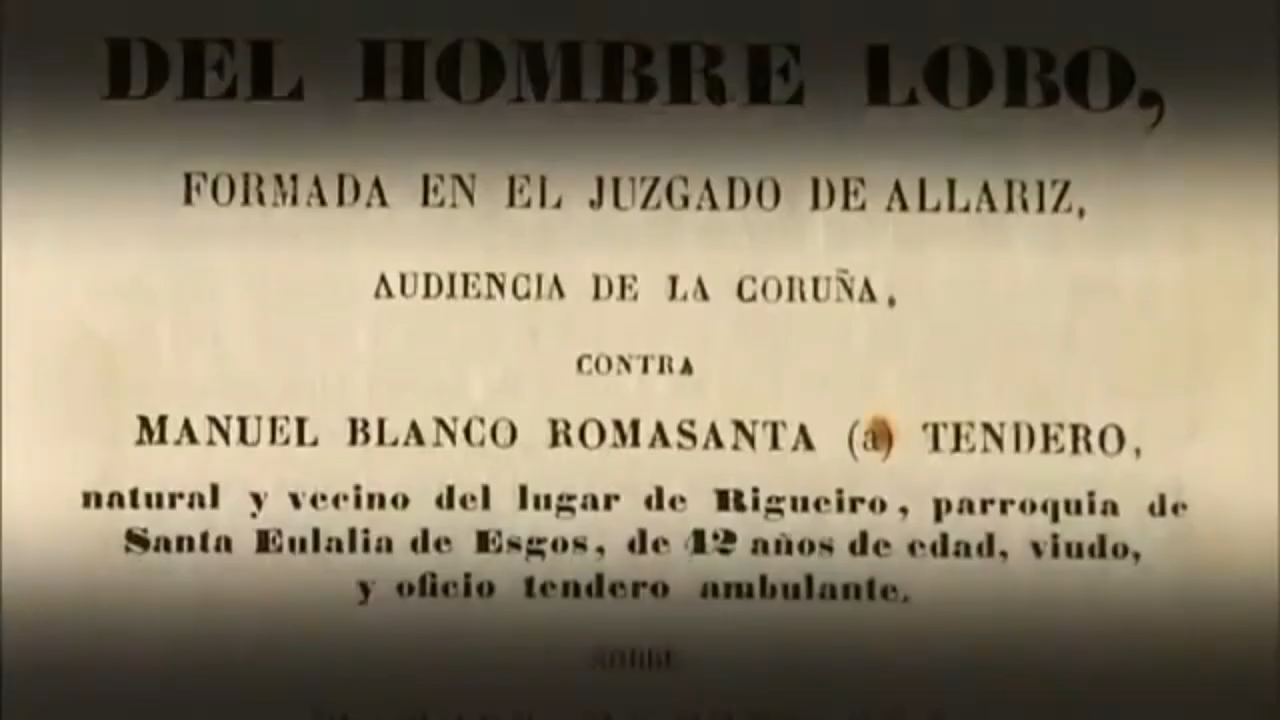 DEL HOMBRE LOBO,
FORMADA EN EL JUZGADO DE ALLARIZ,
AUDIENCIA DE LA CORUÑA,
CONTRA
MANUEL BLANCO ROMASANTA (a) TENDERO,
natural y vecino del lugar de Rigueiro, parroquia de
Santa Eulalia de Esgos, de 42 años de edad, viudo,
y oficio tendero ambulante.
SOBRE